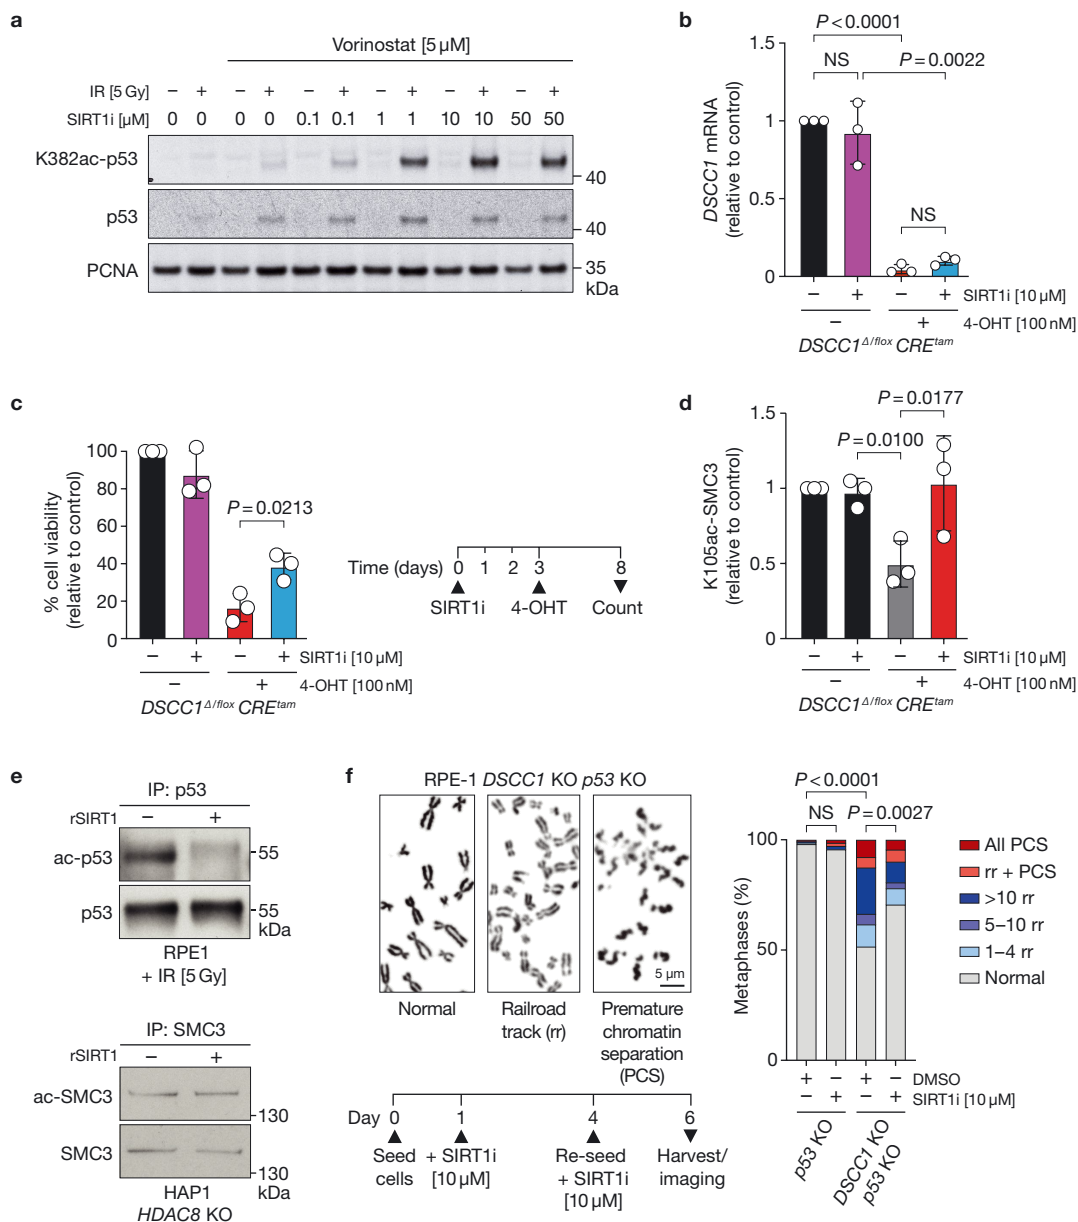 a
Vorinostat [5 µM]
IR [5 Gy] − + − + − + − + − + − +
SIRT1i [µM] 0 0 0 0 0.1 0.1 1 1 10 10 50 50
K382ac-p53
40
p53
40
PCNA
35
kDa
b
P < 0.0001
NS
P = 0.0022
NS
DSCC1 mRNA
(relative to control)
1.5
1
0.5
0
− + − + SIRT1i [10 µM]
− + 4-OHT [100 nM]
DSCC1Δ/flox CREtam
c
% cell viability
(relative to control)
100
80
60
40
20
0
P = 0.0213
− + − + SIRT1i [10 µM]
− + 4-OHT [100 nM]
DSCC1Δ/flox CREtam
Time (days) 0 1 2 3 8
SIRT1i 4-OHT Count
d
K105ac-SMC3
(relative to control)
1.5
1
0.5
0
P = 0.0177
P = 0.0100
− + − + SIRT1i [10 µM]
− + 4-OHT [100 nM]
DSCC1Δ/flox CREtam
e
IP: p53
rSIRT1 − +
ac-p53
55
p53
55
kDa
RPE1
+ IR [5 Gy]
IP: SMC3
rSIRT1 − +
ac-SMC3
130
SMC3
130
kDa
HAP1
HDAC8 KO
f
RPE-1 DSCC1 KO p53 KO
5 µm
Normal
Railroad
track (rr)
Premature
chromatin
separation
(PCS)
Day 0 1 4 6
Seed
cells
+ SIRT1i
[10 µM]
Re-seed
+ SIRT1i
[10 µM]
Harvest/
imaging
P < 0.0001
NS
P = 0.0027
Metaphases (%)
100
50
0
All PCS
rr + PCS
>10 rr
5–10 rr
1–4 rr
Normal
+ − + − DMSO
− + − + SIRT1i [10 µM]
p53 KO
DSCC1 KO
p53 KO